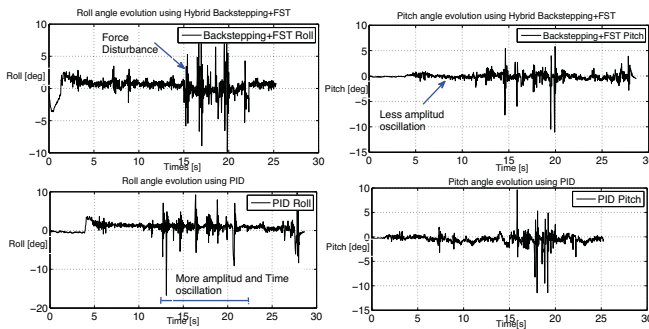 Roll angle evolution using Hybrid Backstepping+FST
10
5
0
−5
−10
Roll [deg]
Force
Disturbance
Backstepping+FST Roll
0 5 10 15 20 25 30
Times [s]
Pitch angle evolution using Hybrid Backstepping+FST
10
5
0
−5
−10
−15
Pitch [deg]
Backstepping+FST Pitch
Less amplitud
oscillation
0 5 10 15 20 25 30
Time [s]
Roll angle evolution using PID
10
0
−10
−20
Roll [deg]
PID Roll
More amplitud and Time
oscillation
0 5 10 15 20 25 30
Time[s]
Pitch angle evolution using PID
10
5
0
−5
−10
−15
Pitch [deg]
PID Pitch
0 5 10 15 20 25 30
Time [s]